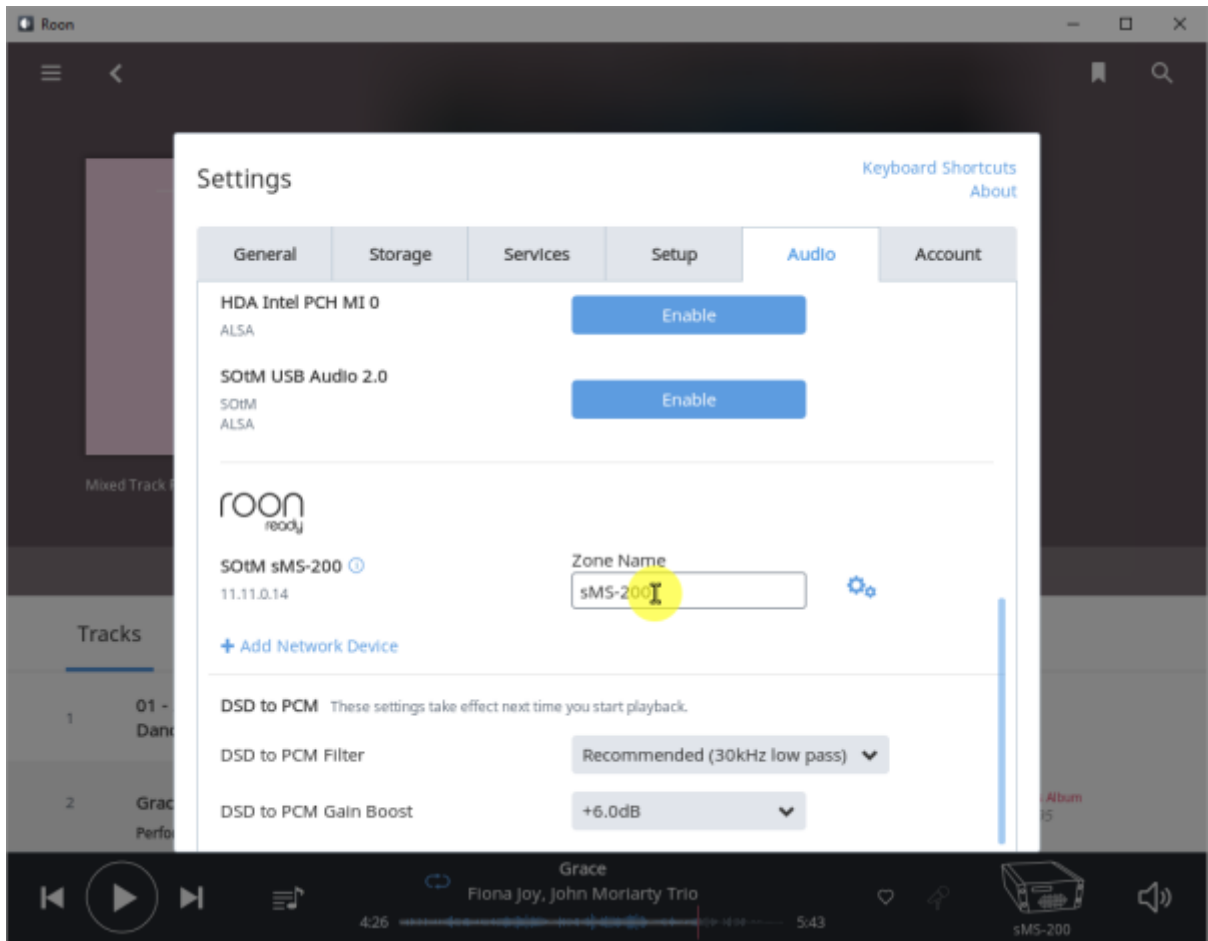 Roon
Settings
Keyboard Shortcuts
About
General Storage Services Setup Audio Account
HDA Intel PCH MI 0
ALSA
Enable
SOtM USB Audio 2.0
SOtM
ALSA
Enable
Mixed Track
roon
ready
SOtM sMS-200
11.11.0.14
Zone Name
sMS-200
+ Add Network Device
Tracks
DSD to PCM These settings take effect next time you start playback.
1
01 -
DSD to PCM Filter
Recommended (30kHz low pass)
2
DSD to PCM Gain Boost
+6.0dB
Album
Grace
Fiona Joy, John Moriarty Trio
4:26
5:43
sMS-200